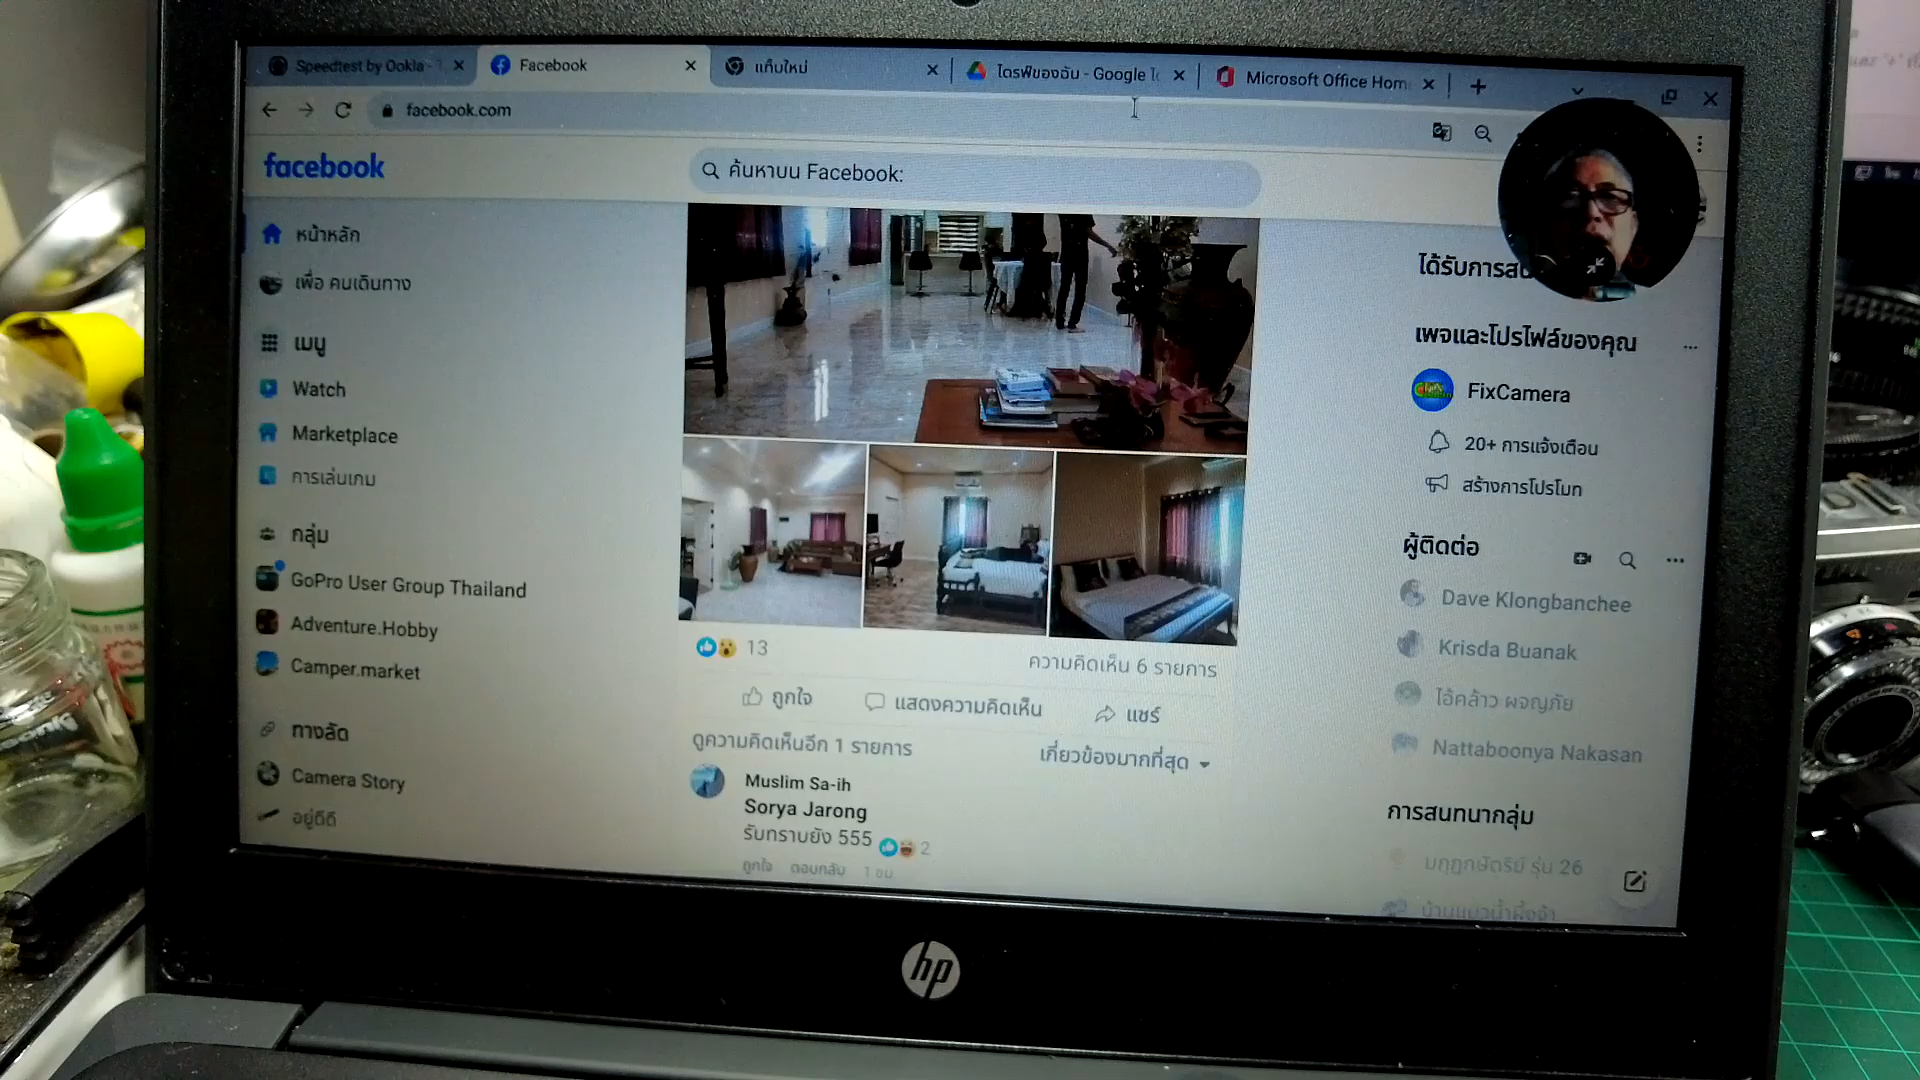 Speedtest by Ookla -
Facebook
แท็บใหม่
ไดรฟ์ของฉัน - Google
Microsoft Office Hom
facebook.com
facebook
ค้นหาบน Facebook:
หน้าหลัก
เพื่อ คนเดินทาง
เมนู
Watch
Marketplace
การเล่นเกม
กลุ่ม
GoPro User Group Thailand
Adventure.Hobby
Camper.market
ทางลัด
Camera Story
อยู่ดีดี
13
ความคิดเห็น 6 รายการ
ถูกใจ
แสดงความคิดเห็น
แชร์
ดูความคิดเห็นอีก 1 รายการ
เกี่ยวข้องมากที่สุด
Muslim Sa-ih
Sorya Jarong
รับทราบยัง 555
2
ถูกใจ ตอบกลับ 1 ชม
ได้รับการสน
เพจและโปรไฟล์ของคุณ
FixCamera
20+ การแจ้งเตือน
สร้างการโปรโมท
ผู้ติดต่อ
Dave Klongbanchee
Krisda Buanak
ไอ้คล้าว ผจญภัย
Nattaboonya Nakasan
การสนทนากลุ่ม
มกุฎกษัตริย์ รุ่น 26
hp